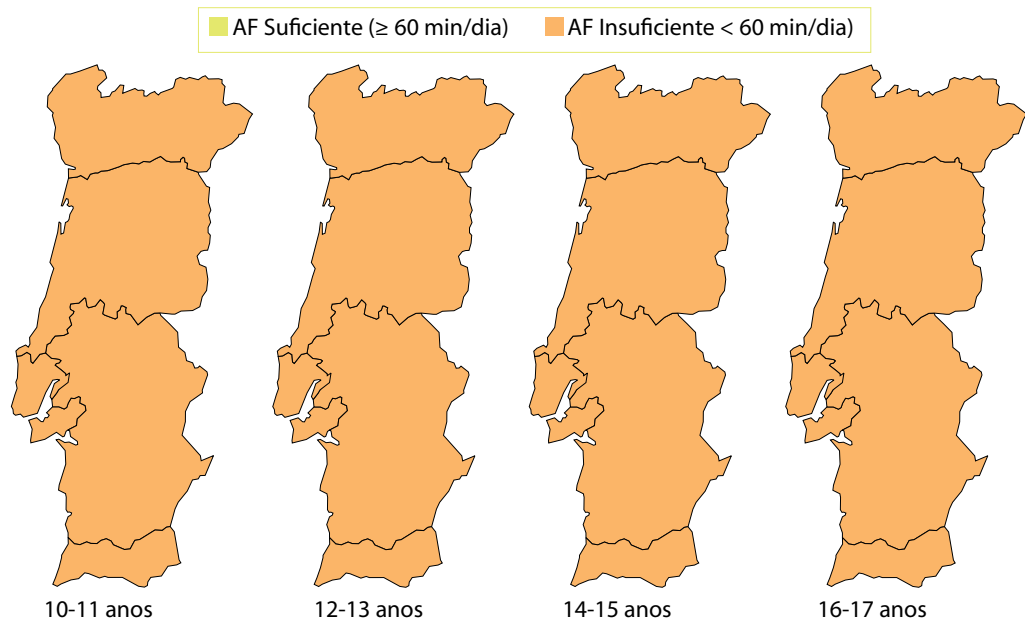 AF Suficiente (≥ 60 min/dia) AF Insuficiente < 60 min/dia)
10-11 anos 12-13 anos 14-15 anos 16-17 anos